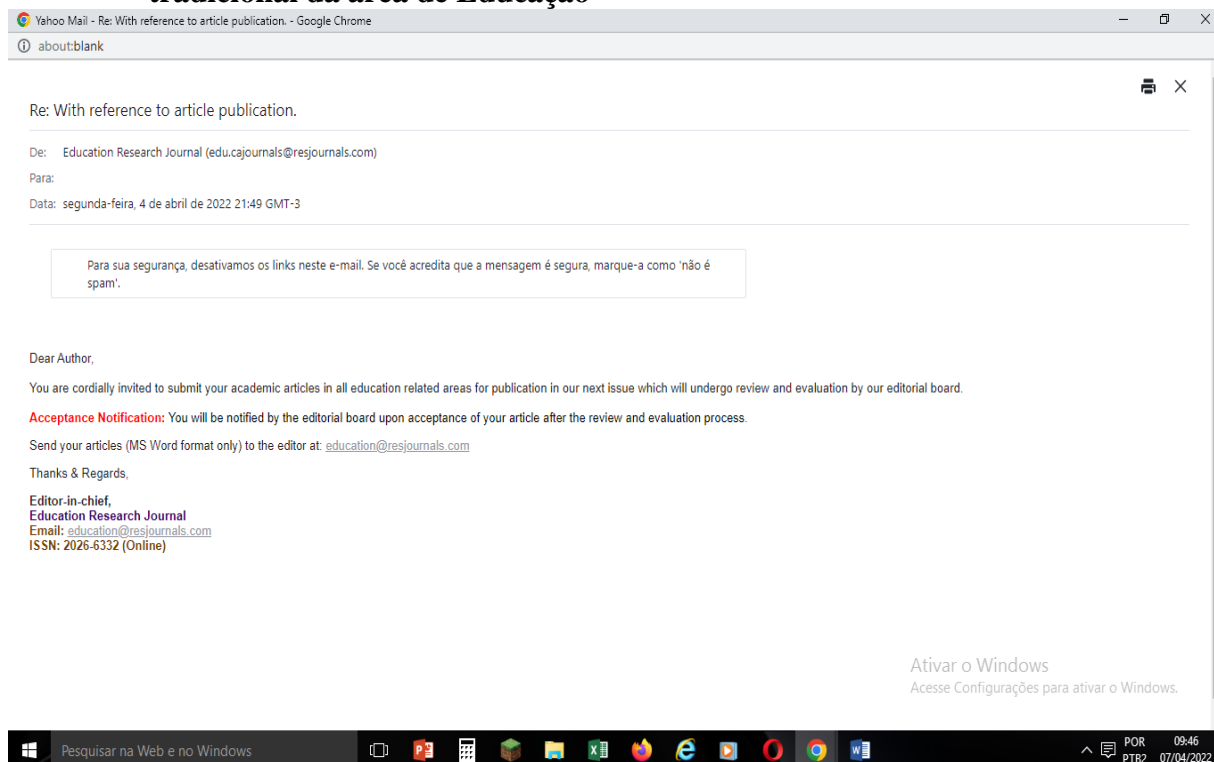 tradicional da área de Educação
Yahoo Mail - Re: With reference to article publication. - Google Chrome
about:blank
Re: With reference to article publication.
De: Education Research Journal (edu.cajournals@resjournals.com)
Para:
Data: segunda-feira, 4 de abril de 2022 21:49 GMT-3
Para sua segurança, desativamos os links neste e-mail. Se você acredita que a mensagem é segura, marque-a como 'não é
spam'.
Dear Author,
You are cordially invited to submit your academic articles in all education related areas for publication in our next issue which will undergo review and evaluation by our editorial board.
Acceptance Notification: You will be notified by the editorial board upon acceptance of your article after the review and evaluation process.
Send your articles (MS Word format only) to the editor at: education@resjournals.com
Thanks & Regards,
Editor-in-chief,
Education Research Journal
Email: education@resjournals.com
ISSN: 2026-6332 (Online)
Ativar o Windows
Acesse Configurações para ativar o Windows.
Pesquisar na Web e no Windows
POR 09:46
PTB2 07/04/2022